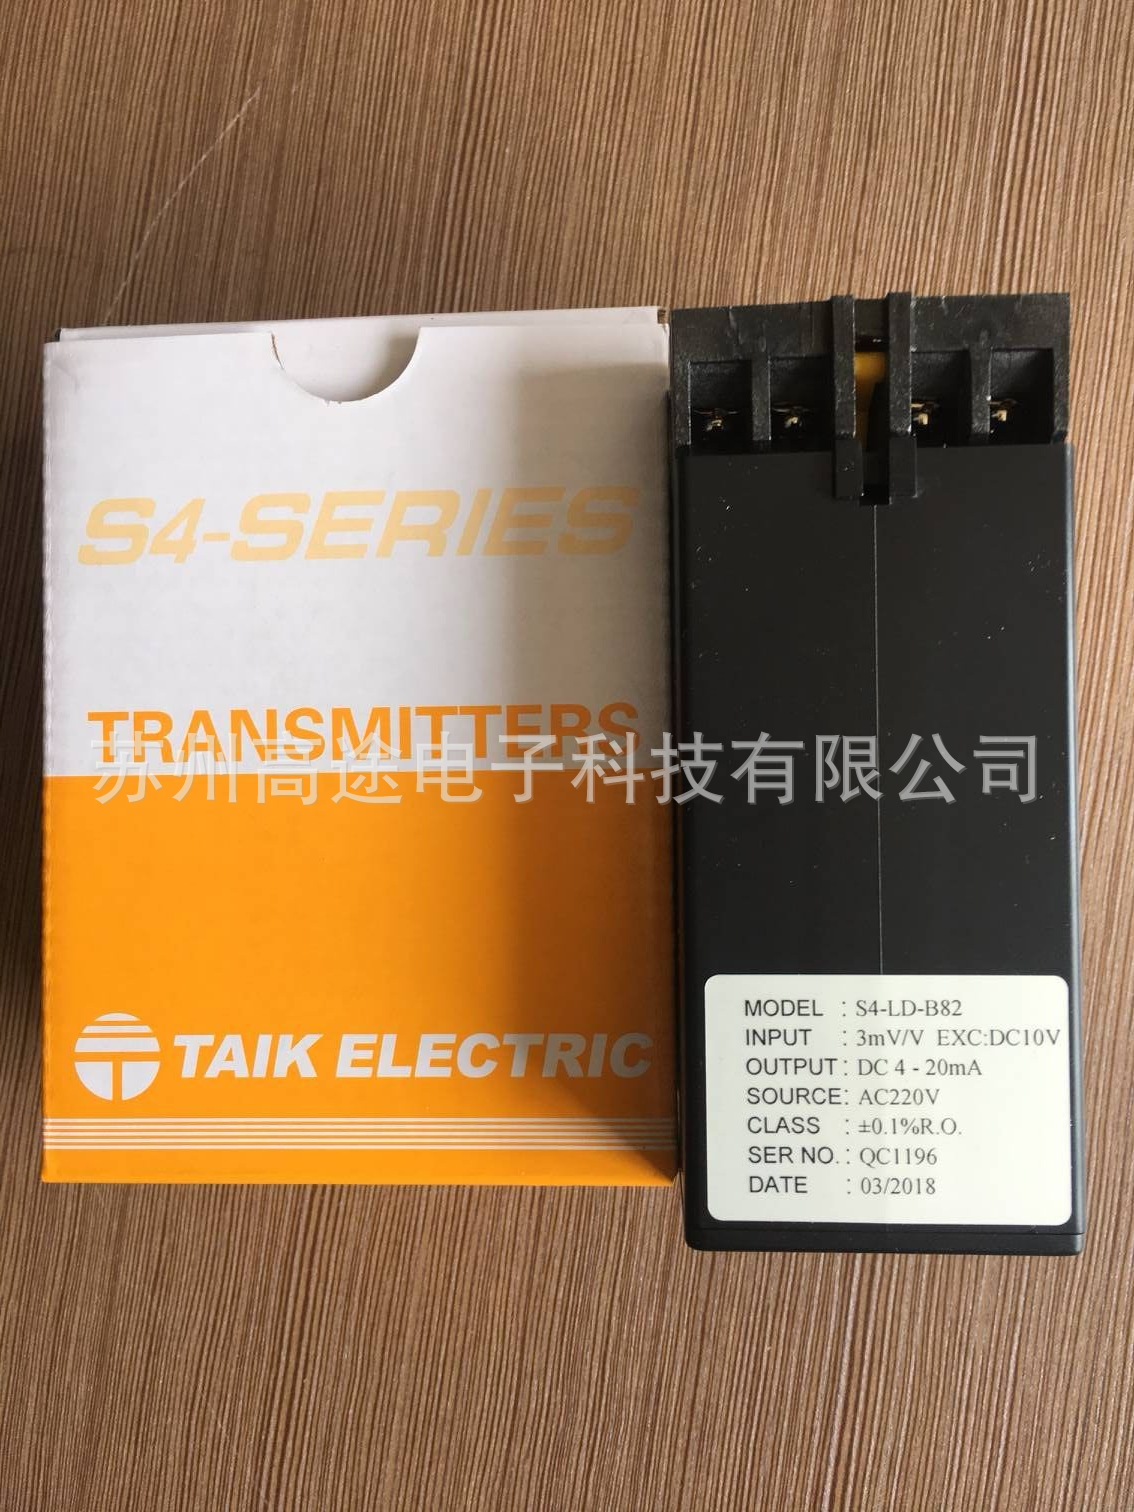 S4-SERIES
TRANSMITTERS
苏州高途电子科技有限公司
TAIK ELECTRIC
MODEL : S4-LD-B82
INPUT : 3mV/V EXC:DC10V
OUTPUT: DC 4 - 20mA
SOURCE: AC220V
CLASS : ±0.1%R.O.
SER NO. : QC1196
DATE : 03/2018